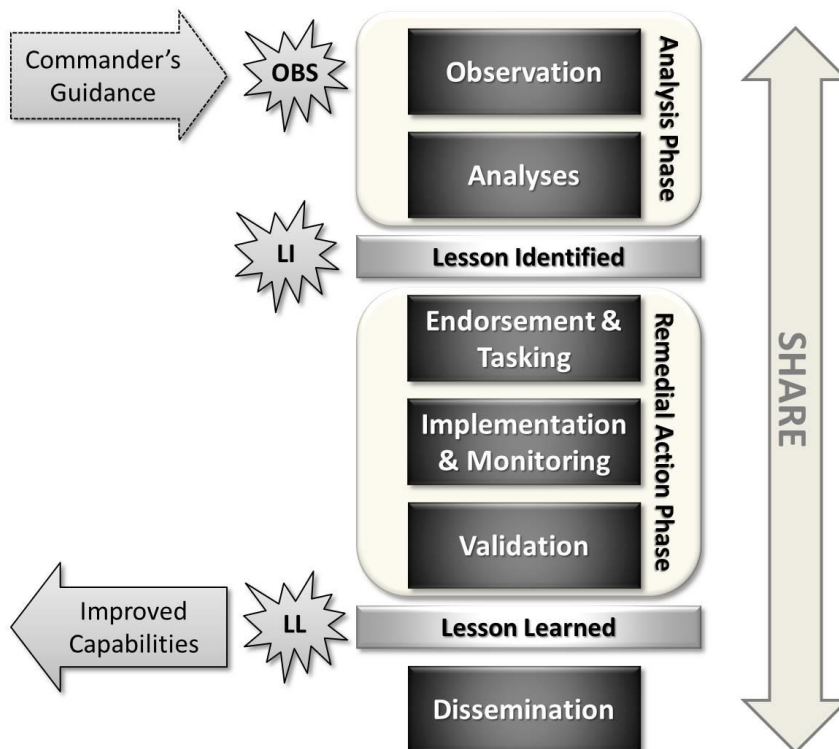 Commander's
Guidance
OBS
Observation
Analyses
Analysis Phase
LI
Lesson Identified
Endorsement &
Tasking
Implementation
& Monitoring
Validation
Remedial Action Phase
SHARE
Improved
Capabilities
LL
Lesson Learned
Dissemination